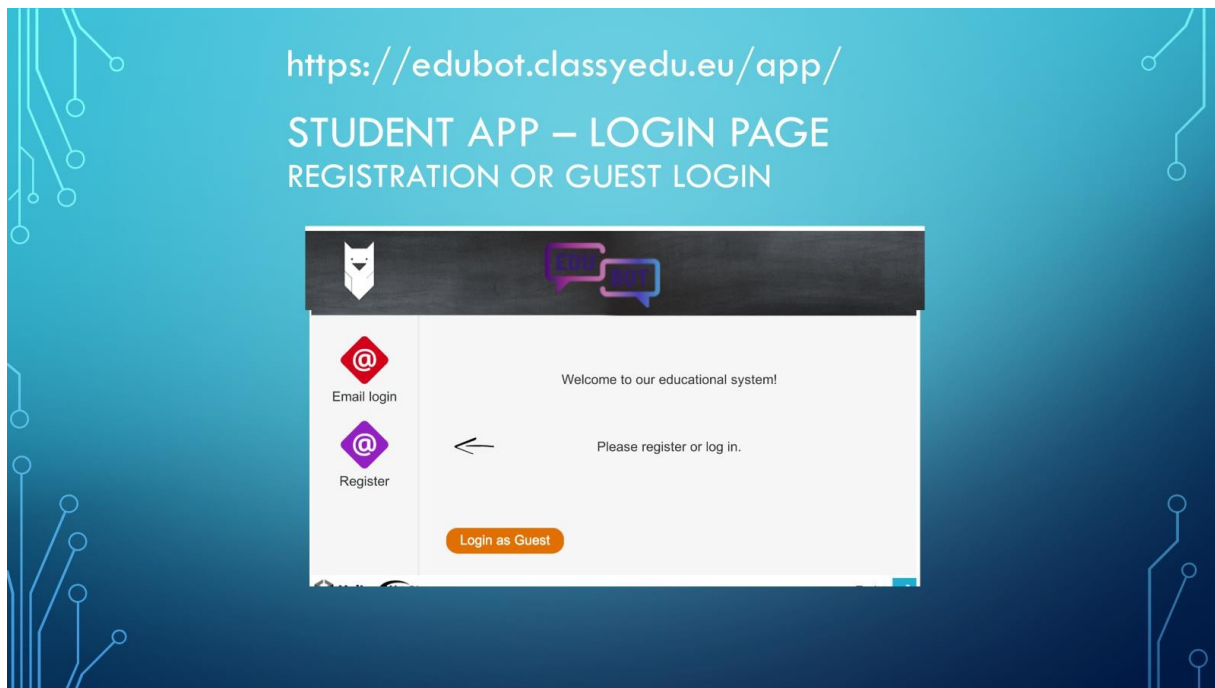 https://edubot.classyedu.eu/app/
STUDENT APP – LOGIN PAGE
REGISTRATION OR GUEST LOGIN
EDU
BOT
@
Email login
Welcome to our educational system!
@
Register
Please register or log in.
Login as Guest